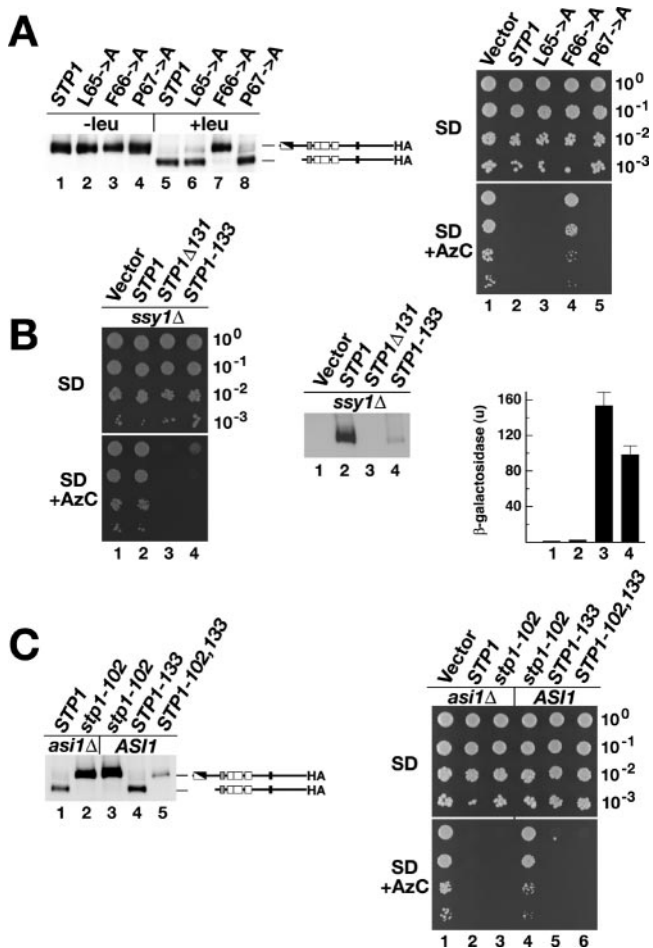 A
STP1
L65->A
F66->A
P67->A
STP1
L65->A
F66->A
P67->A
-leu
+leu
HA
HA
1 2 3 4 5 6 7 8
Vector
STP1
L65->A
F66->A
P67->A
SD
10⁰
10⁻¹
10⁻²
10⁻³
SD
+AzC
1 2 3 4 5
B
Vector
STP1
STP1Δ131
STP1-133
ssy1Δ
SD
10⁰
10⁻¹
10⁻²
10⁻³
SD
+AzC
1 2 3 4
Vector
STP1
STP1Δ131
STP1-133
ssy1Δ
1 2 3 4
β-galactosidase (u)
160
120
80
40
1 2 3 4
C
STP1
stp1-102
stp1-102
STP1-133
STP1-102,133
asi1Δ
ASI1
HA
HA
1 2 3 4 5
Vector
STP1
stp1-102
stp1-102
STP1-133
STP1-102,133
asi1Δ
ASI1
SD
10⁰
10⁻¹
10⁻²
10⁻³
SD
+AzC
1 2 3 4 5 6